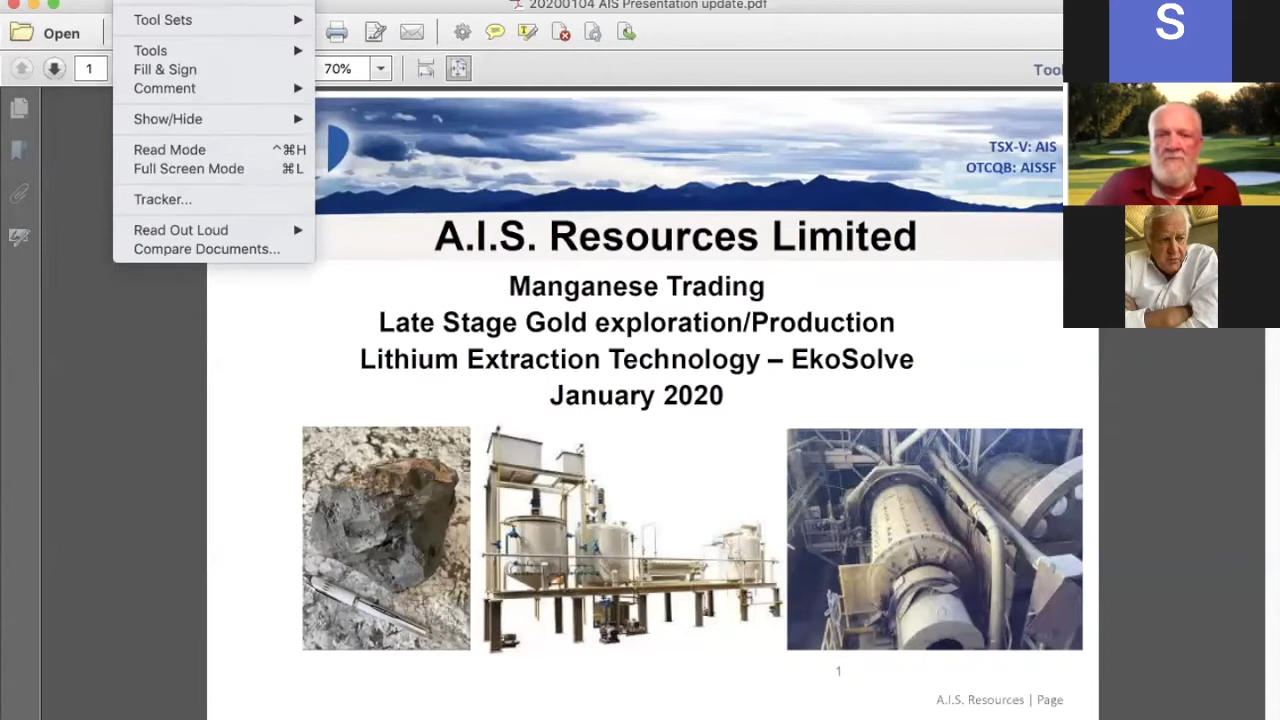 20200104 AIS Presentation update.pdf
Open
Tool Sets
Tools
Fill & Sign
Comment
Show/Hide
Read Mode ^⌘H
Full Screen Mode ⌘L
Tracker...
Read Out Loud
Compare Documents...
1
70%
Tool
S
TSX-V: AIS
OTCQB: AISSF
A.I.S. Resources Limited
Manganese Trading
Late Stage Gold exploration/Production
Lithium Extraction Technology – EkoSolve
January 2020
1
A.I.S. Resources | Page